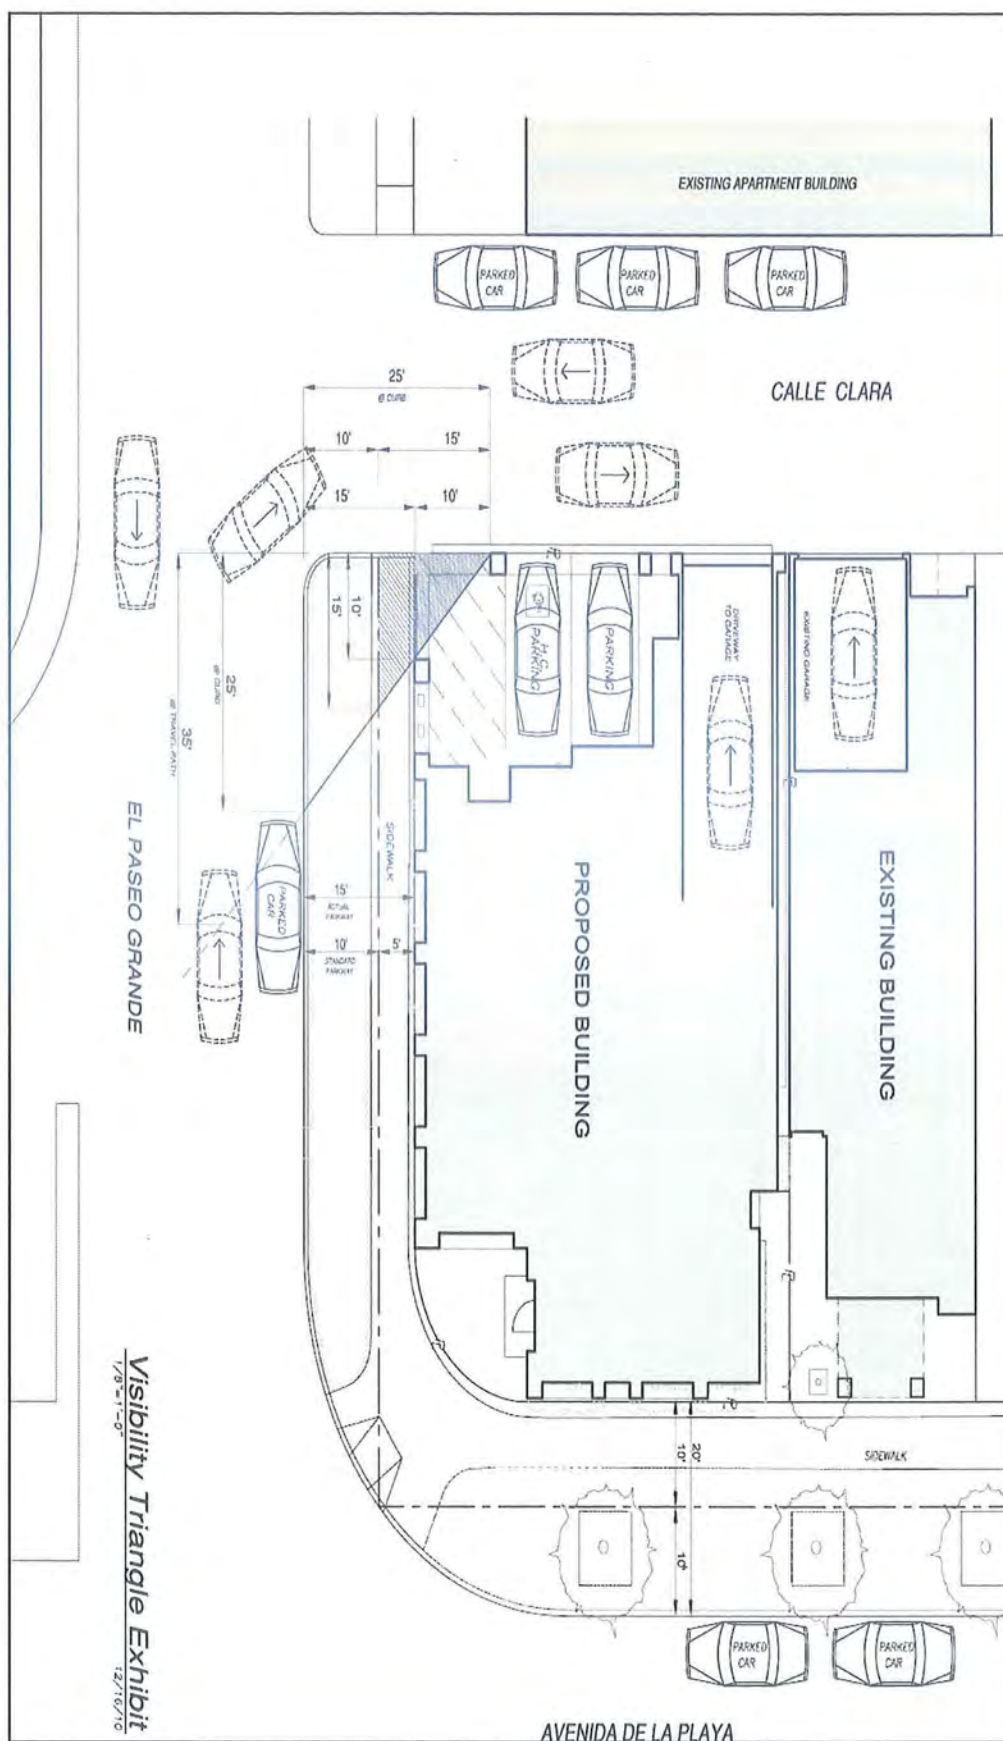 EXISTING APARTMENT BUILDING
PARKED
CAR
PARKED
CAR
PARKED
CAR
25'
@ CURB
CALLE CLARA
10'
15'
15'
10'
10'
15'
25'
@ CURB
35'
@ TRAVEL PATH
H.C.
PARKING
PARKING
DRIVEWAY
TO GARAGE
EXISTING GARAGE
EL PASEO GRANDE
PARKED
CAR
SIDEWALK
15'
ACTUAL
PARKWAY
10'
5'
STANDARD
PARKWAY
PROPOSED BUILDING
EXISTING BUILDING
20'
10'
10'
SIDEWALK
PARKED
CAR
PARKED
CAR
AVENIDA DE LA PLAYA
Visibility Triangle Exhibit
1/8"=1'-0"
12/16/10